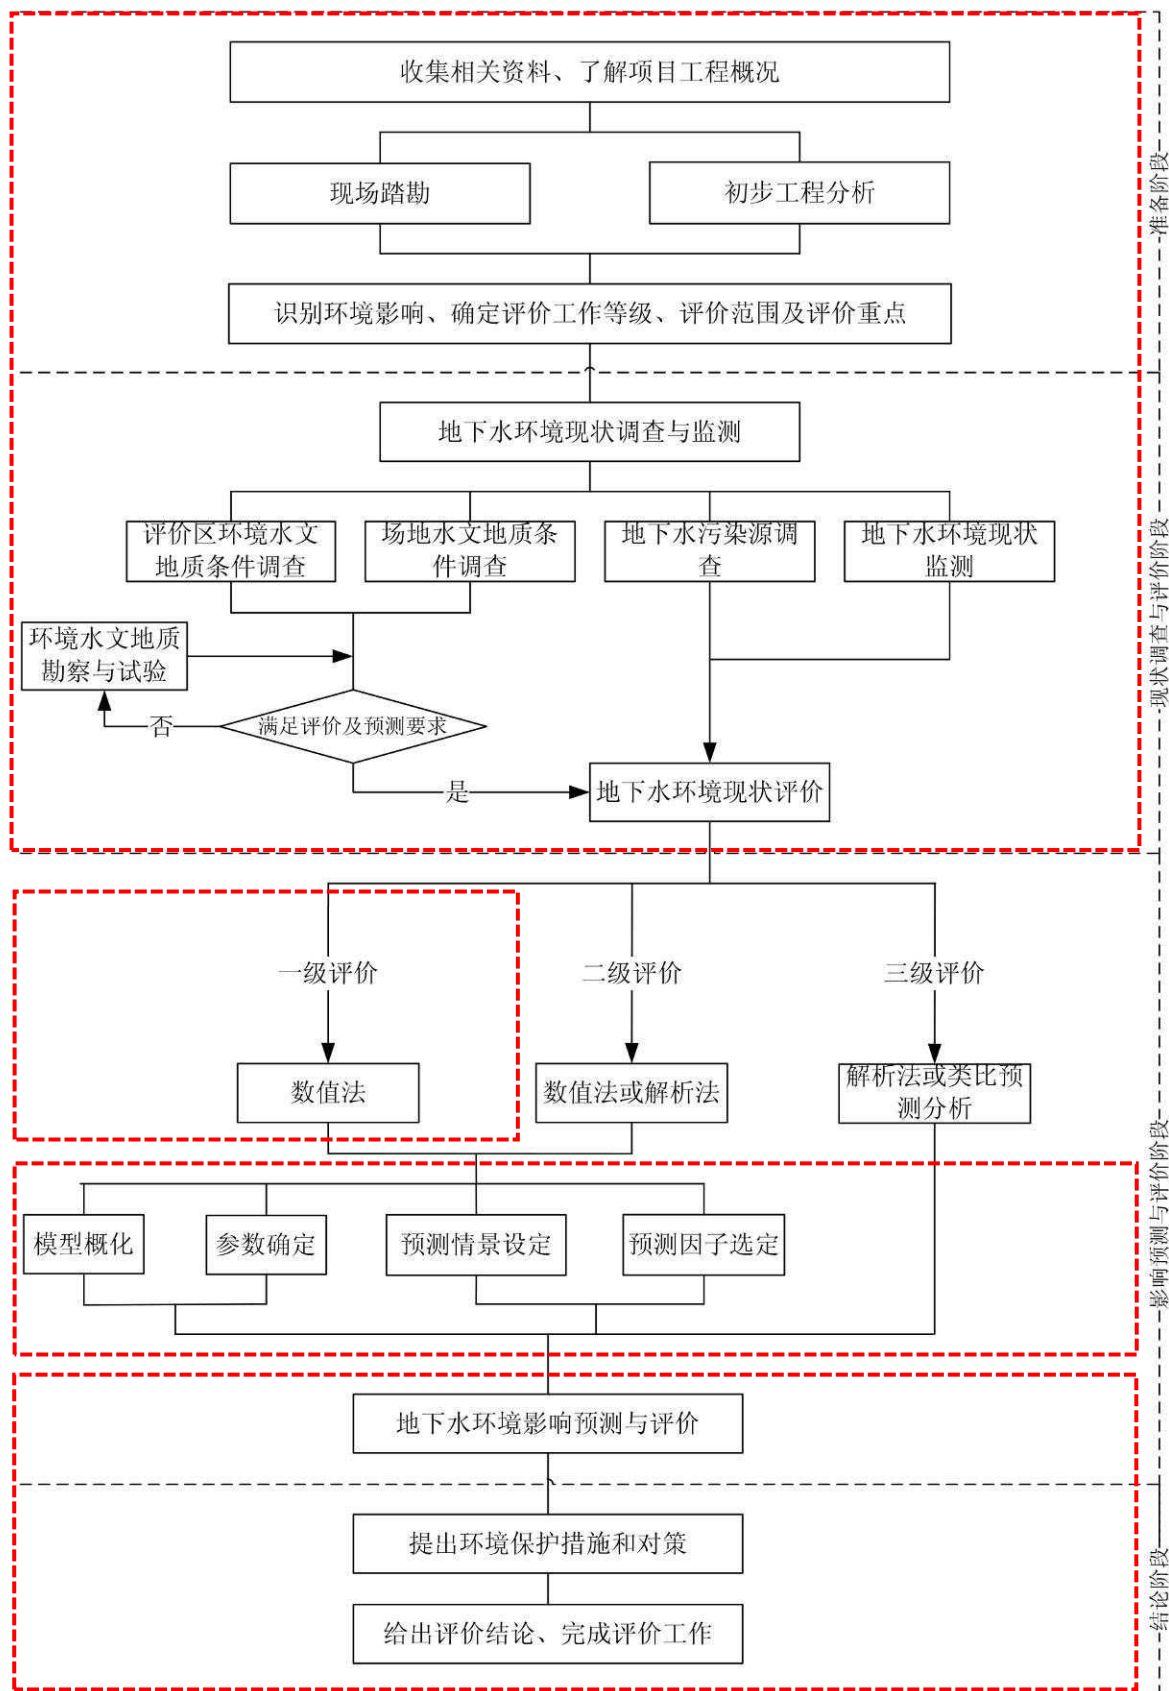 收集相关资料、了解项目工程概况
现场踏勘
初步工程分析
识别环境影响、确定评价工作等级、评价范围及评价重点
准备阶段
地下水环境现状调查与监测
评价区环境水文
地质条件调查
场地水文地质条
件调查
地下水污染源调
查
地下水环境现状
监测
环境水文地质
勘察与试验
否
满足评价及预测要求
是
地下水环境现状评价
现状调查与评价阶段
一级评价
二级评价
三级评价
数值法
数值法或解析法
解析法或类比预
测分析
模型概化
参数确定
预测情景设定
预测因子选定
影响预测与评价阶段
地下水环境影响预测与评价
提出环境保护措施和对策
给出评价结论、完成评价工作
结论阶段